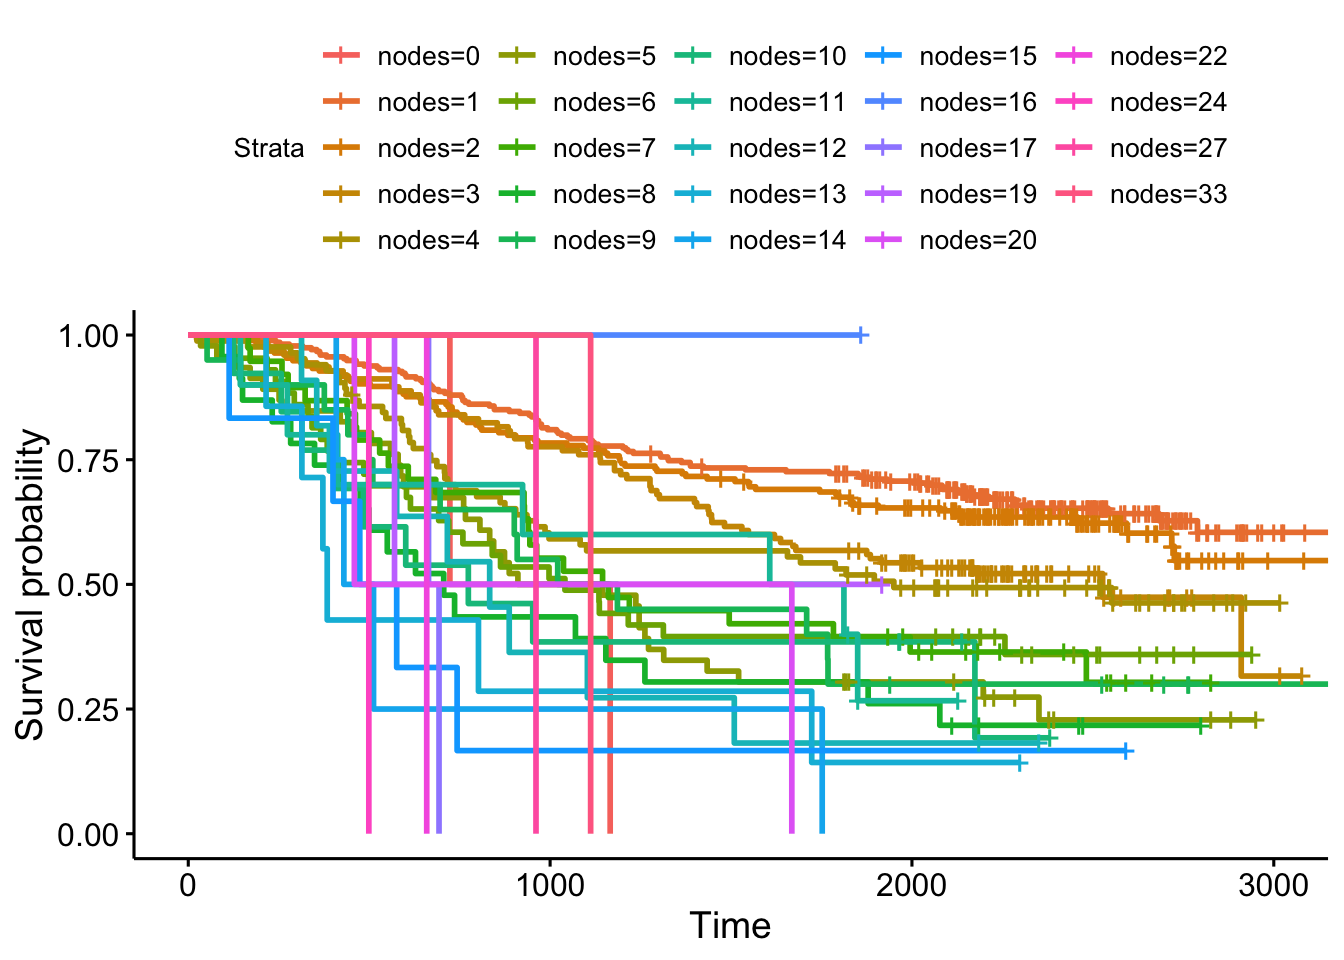 nodes=0 nodes=5 nodes=10 nodes=15 nodes=22
nodes=1 nodes=6 nodes=11 nodes=16 nodes=24
Strata nodes=2 nodes=7 nodes=12 nodes=17 nodes=27
nodes=3 nodes=8 nodes=13 nodes=19 nodes=33
nodes=4 nodes=9 nodes=14 nodes=20
Survival probability
1.00
0.75
0.50
0.25
0.00
0 1000 2000 3000
Time